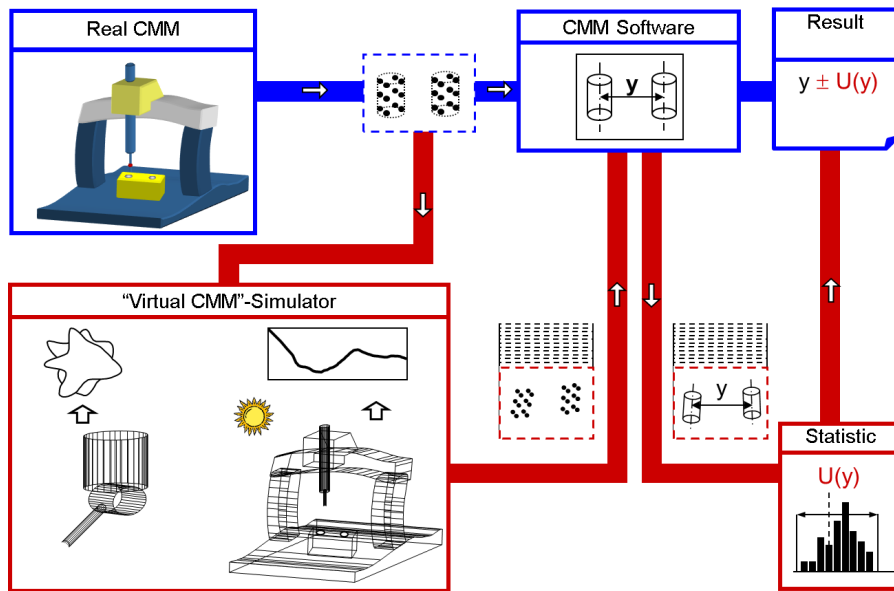 Real CMM
CMM Software
Result
y
y ± U(y)
“Virtual CMM”-Simulator
y
Statistic
U(y)